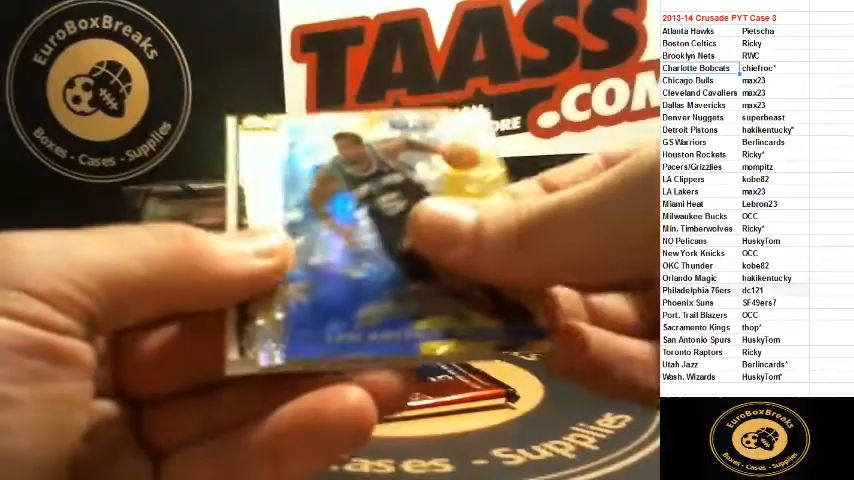 EuroBoxBreaks
Boxes - Cases - Supplies
TAASS
.COM
ORE
2013-14 Crusade PYT Case 3
Atlanta Hawks Pietscha
Boston Celtics Ricky
Brooklyn Nets RWC
Charlotte Bobcats chiefroc*
Chicago Bulls max23
Cleveland Cavaliers max23
Dallas Mavericks max23
Denver Nuggets superbeast
Detroit Pistons hakikentucky*
GS Warriors Berlincards
Houston Rockets Ricky*
Pacers/Grizzlies mompitz
LA Clippers kobe82
LA Lakers max23
Miami Heat Lebron23
Milwaukee Bucks OCC
Min. Timberwolves Ricky*
NO Pelicans HuskyTom
New York Knicks OCC
OKC Thunder kobe82
Orlando Magic hakikentucky
Philadelphia 76ers dc121
Phoenix Suns SF49ers7
Port. Trail Blazers OCC
Sacramento Kings thop*
San Antonio Spurs HuskyTom
Toronto Raptors Ricky
Utah Jazz Berlincards*
Wash. Wizards HuskyTom*
ases - Supplies
EuroBoxBreaks
Boxes - Cases - Supplies